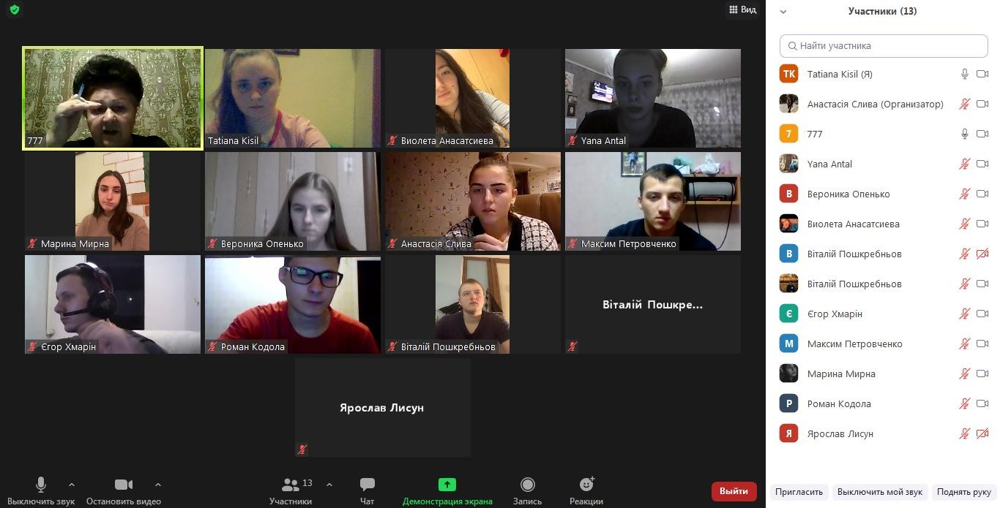 Вид
777
Tatiana Kisil
Виолета Анасатсиева
Yana Antal
Марина Мирна
Вероника Опенько
Анастасія Слива
Максим Петровченко
Єгор Хмарін
Роман Кодола
Віталій Пошкребньов
Віталій Пошкре...
Ярослав Лисун
Выключить звук
Остановить видео
13
Участники
Чат
Демонстрация экрана
Запись
Реакции
Выйти
Участники (13)
Найти участника
ТК Tatiana Kisil (Я)
Анастасія Слива (Организатор)
7 777
Yana Antal
В Вероника Опенько
Виолета Анасатсиева
В Віталій Пошкребньов
Віталій Пошкребньов
Є Єгор Хмарін
М Максим Петровченко
Марина Мирна
Р Роман Кодола
Я Ярослав Лисун
Пригласить
Выключить мой звук
Поднять руку